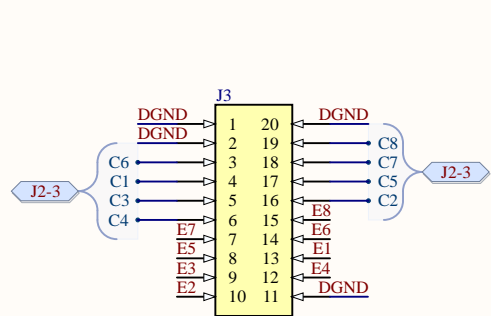 J3
DGND 1 20 DGND
DGND 2 19 C8
C6 3 18 C7
C1 4 17 C5
J2-3 J2-3
C3 5 16 C2
C4 6 15 E8
E7 7 14 E6
E5 8 13 E1
E3 9 12 E4
E2 10 11 DGND